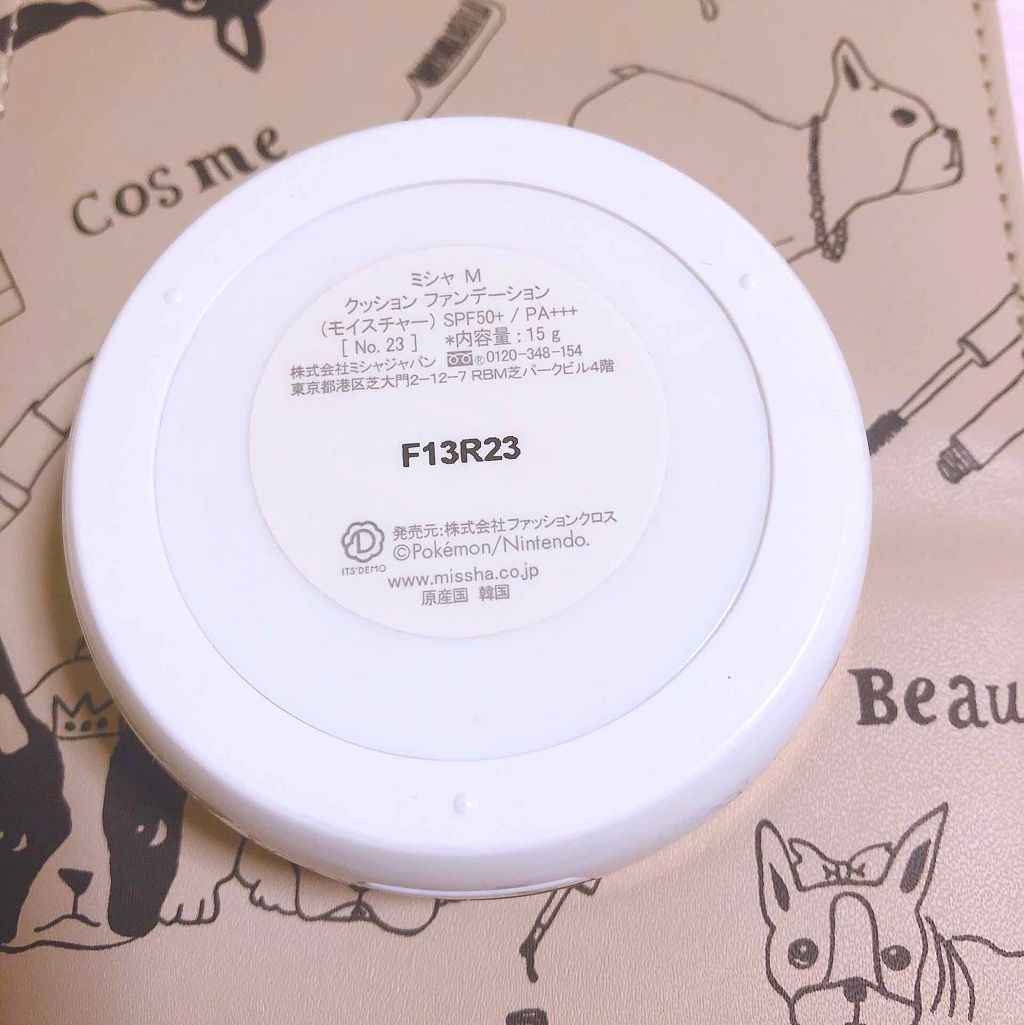 Cosme
ミシャ M
クッション ファンデーション
(モイスチャー) SPF50+ / PA+++
[ No. 23 ] *内容量 : 15 g
株式会社ミシャジャパン ®0120-348-154
東京都港区芝大門2-12-7 RBM芝パークビル4階
F13R23
発売元:株式会社ファッションクロス
©Pokémon/Nintendo.
ITS'DEMO
www.missha.co.jp
原産国 韓国
Beau